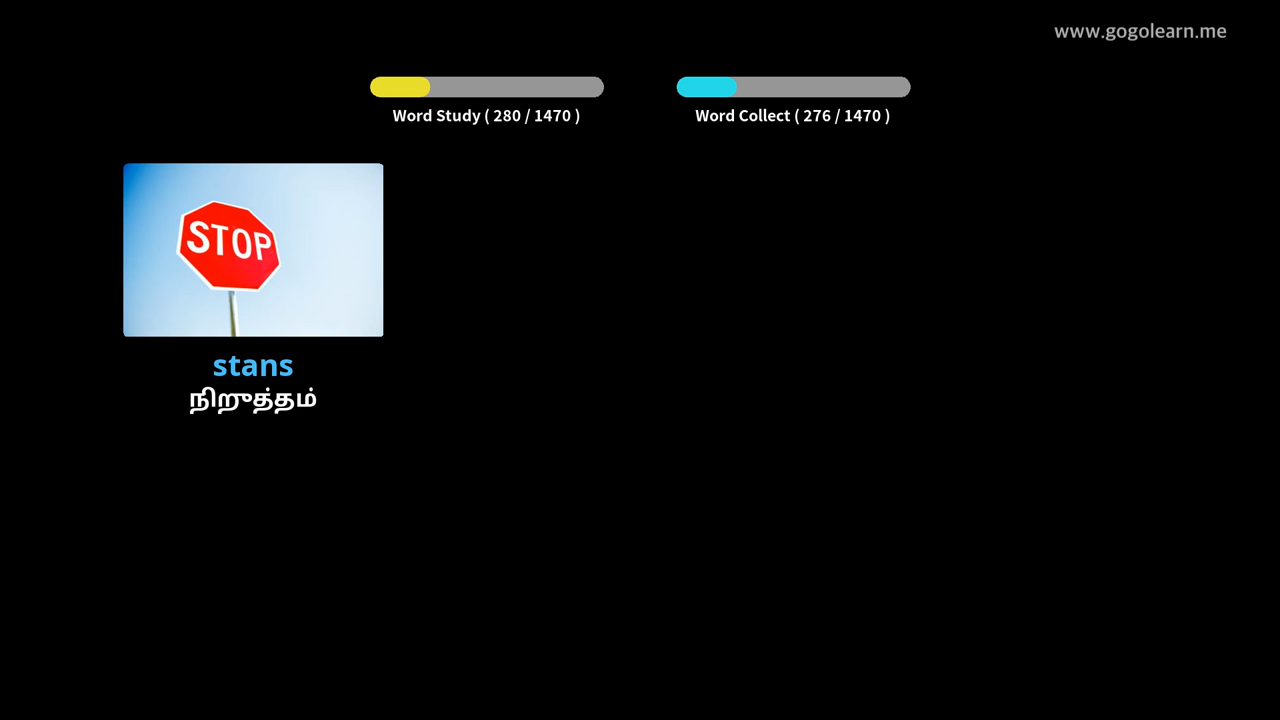 www.gogolearn.me
Word Study ( 280 / 1470 )
Word Collect ( 276 / 1470 )
STOP
stans
நிறுத்தம்